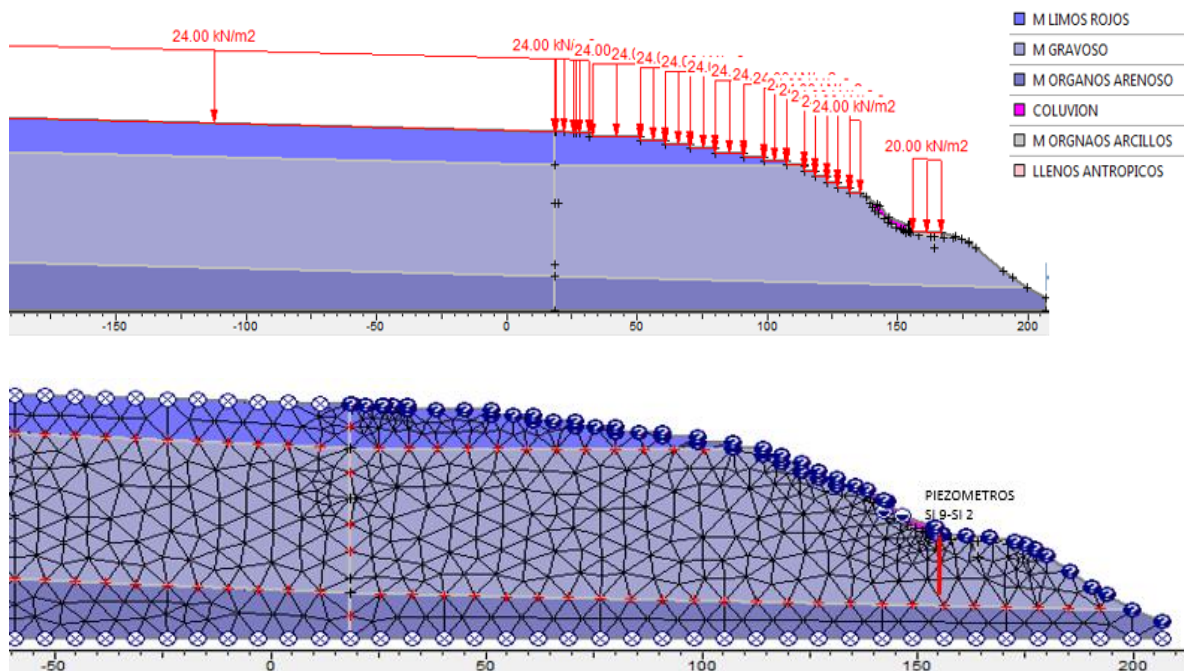 M LIMOS ROJOS
M GRAVOSO
M ORGANOS ARENOSO
COLUVION
M ORGNAOS ARCILLOS
LLENOS ANTROPICOS
24.00 kN/m2
24.00 kN/
24.00
24.00 kN/m2
20.00 kN/m2
-150 -100 -50 0 50 100 150 200
PIEZOMETROS
SI 9-SI 2
-50 0 50 100 150 200